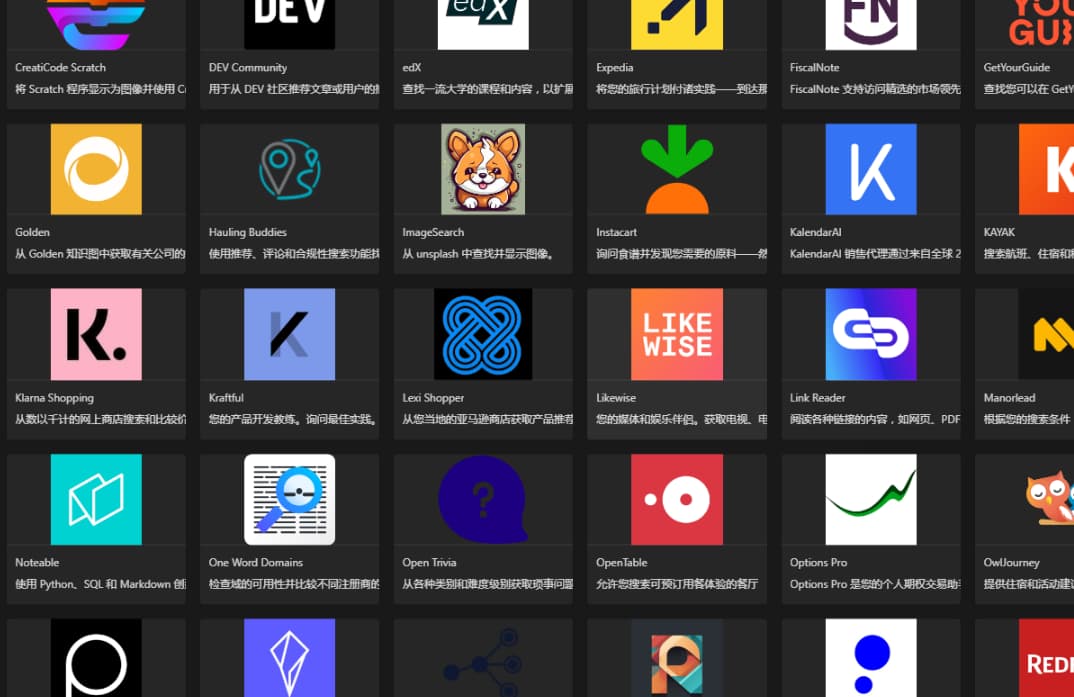 DEV
edX
FN
YOUR
GUI
CreatiCode Scratch
DEV Community
edX
Expedia
FiscalNote
GetYourGuide
将 Scratch 程序显示为图像并使用 C
用于从 DEV 社区推荐文章或用户的
查找一流大学的课程和内容，以扩展
将您的旅行计划付诸实践——到达那
FiscalNote 支持访问精选的市场领先
查找您可以在 GetY
K
K
Golden
Hauling Buddies
ImageSearch
Instacart
KalendarAI
KAYAK
从 Golden 知识图中获取有关公司的
使用推荐、评论和合规性搜索功能找
从 unsplash 中查找并显示图像。
询问食谱并发现您需要的原料——然
KalendarAI 销售代理通过来自全球 2
搜索航班、住宿和
K.
K
LIKE
WISE
Klarna Shopping
Kraftful
Lexi Shopper
Likewise
Link Reader
Manorlead
从数以千计的网上商店搜索和比较价
您的产品开发教练。询问最佳实践。
从您当地的亚马逊商店获取产品推荐
您的媒体和娱乐伴侣。获取电视、电
阅读各种链接的内容，如网页、PDF
根据您的搜索条件
?
Noteable
One Word Domains
Open Trivia
OpenTable
Options Pro
OwlJourney
使用 Python、SQL 和 Markdown 创
检查域的可用性并比较不同注册商的
从各种类别和难度级别获取琐事问题
允许您搜索可预订用餐体验的餐厅
Options Pro 是您的个人期权交易助
提供住宿和活动建
REDF